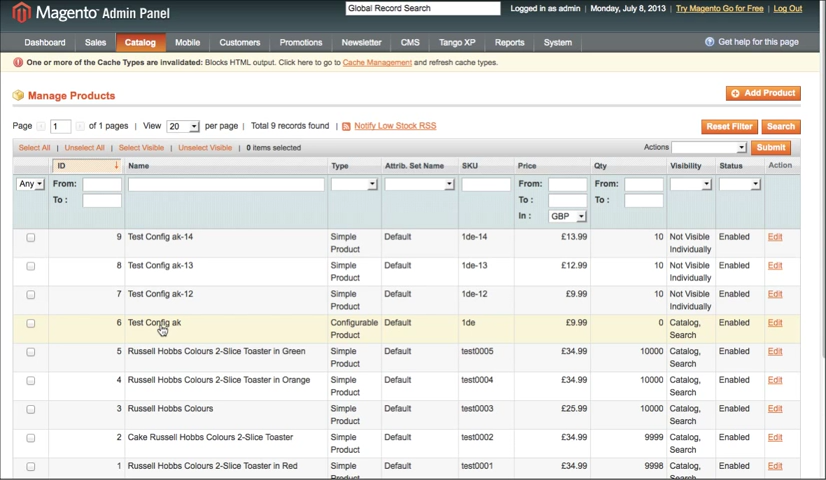 Magento Admin Panel
Global Record Search
Logged in as admin | Monday, July 8, 2013 | Try Magento Go for Free | Log Out
Dashboard Sales Catalog Mobile Customers Promotions Newsletter CMS Tango XP Reports System Get help for this page
One or more of the Cache Types are invalidated: Blocks HTML output. Click here to go to Cache Management and refresh cache types.
Manage Products
Add Product
Page 1 of 1 pages | View 20 per page | Total 9 records found | Notify Low Stock RSS
Reset Filter Search
Select All | Unselect All | Select Visible | Unselect Visible | 0 items selected
Actions Submit
ID Name Type Attrib. Set Name SKU Price Qty Visibility Status Action
Any From: From: From:
To : To : To :
In : GBP
9 Test Config ak-14 Simple Product Default 1de-14 £13.99 10 Not Visible Individually Enabled Edit
8 Test Config ak-13 Simple Product Default 1de-13 £12.99 10 Not Visible Individually Enabled Edit
7 Test Config ak-12 Simple Product Default 1de-12 £9.99 10 Not Visible Individually Enabled Edit
6 Test Config ak Configurable Product Default 1de £9.99 0 Catalog, Search Enabled Edit
5 Russell Hobbs Colours 2-Slice Toaster in Green Simple Product Default test0005 £34.99 10000 Catalog, Search Enabled Edit
4 Russell Hobbs Colours 2-Slice Toaster in Orange Simple Product Default test0004 £34.99 10000 Catalog, Search Enabled Edit
3 Russell Hobbs Colours Simple Product Default test0003 £25.99 10000 Catalog, Search Enabled Edit
2 Cake Russell Hobbs Colours 2-Slice Toaster Simple Product Default test0002 £34.99 9999 Catalog, Search Enabled Edit
1 Russell Hobbs Colours 2-Slice Toaster in Red Simple Product Default test0001 £34.99 9998 Catalog, Search Enabled Edit